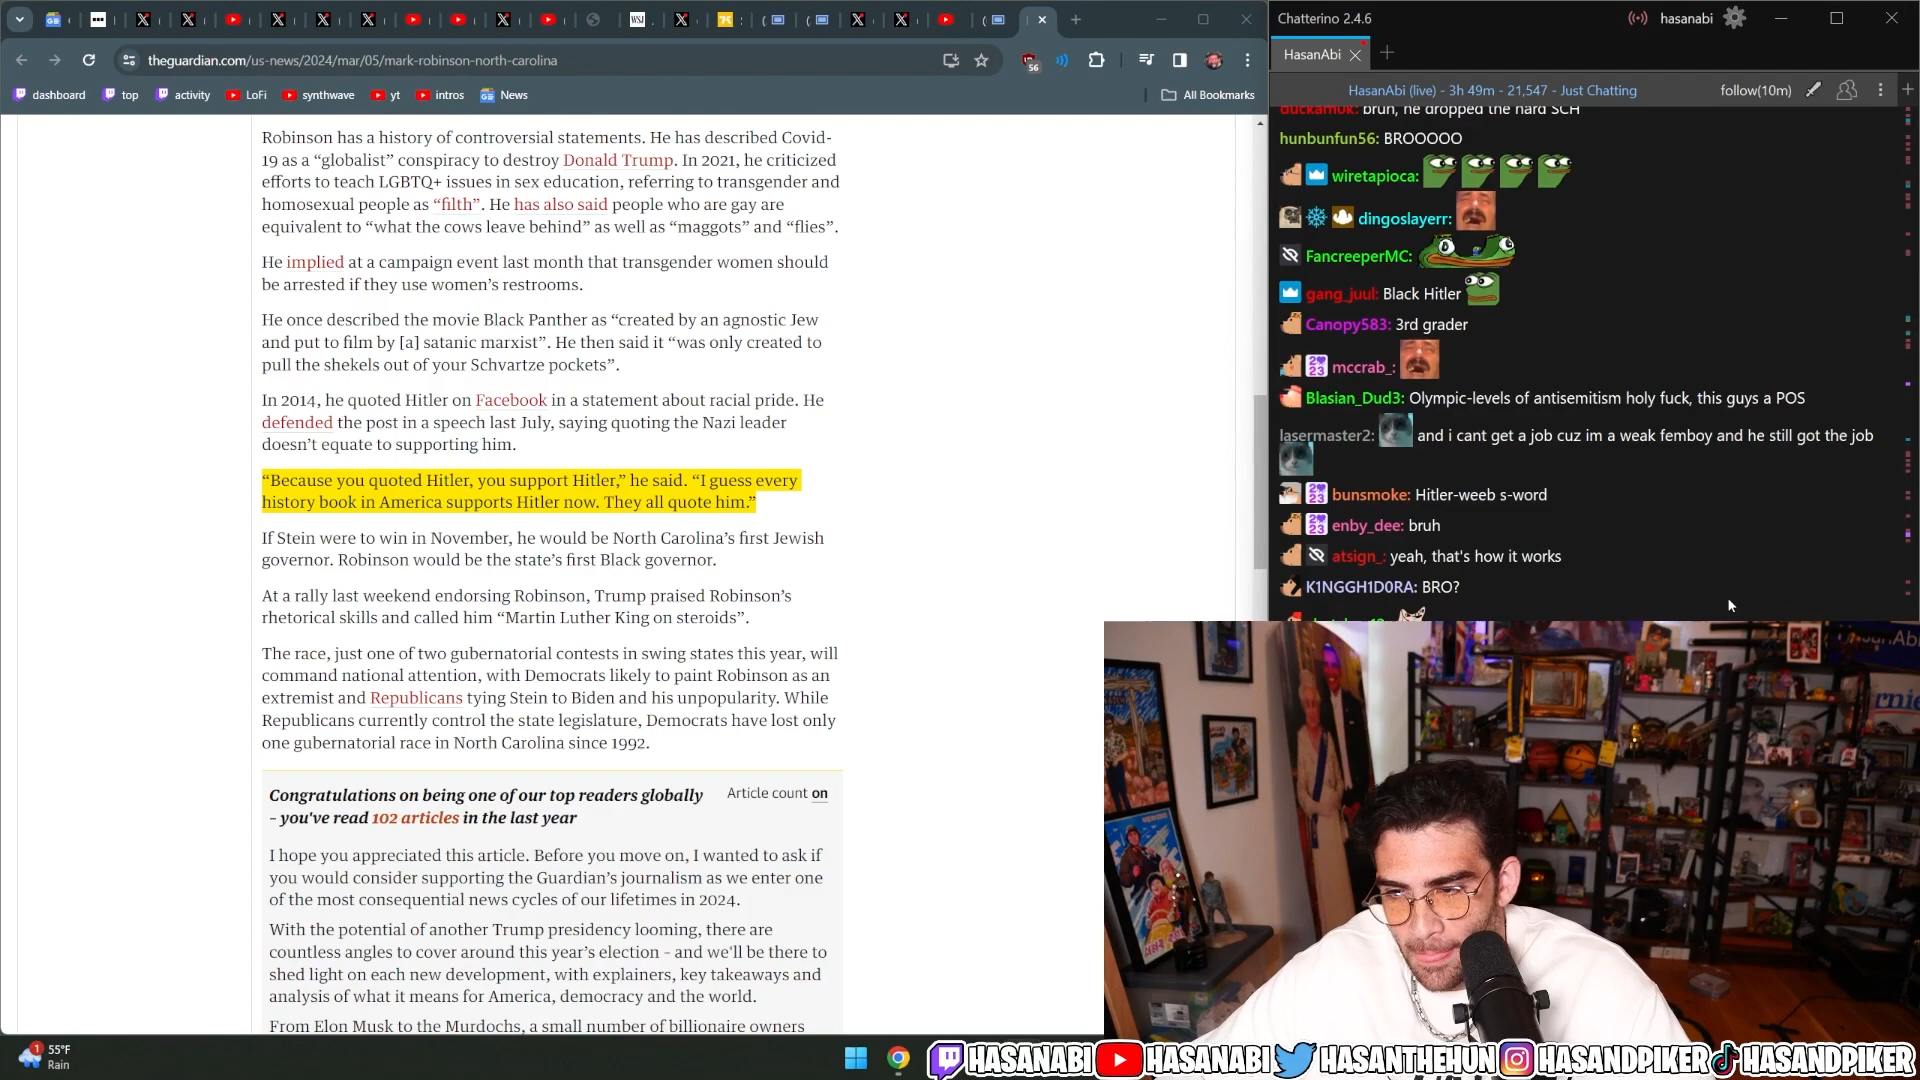 theguardian.com/us-news/2024/mar/05/mark-robinson-north-carolina
56
dashboard
top
activity
LoFi
synthwave
yt
intros
News
All Bookmarks
Robinson has a history of controversial statements. He has described Covid-
19 as a “globalist” conspiracy to destroy Donald Trump. In 2021, he criticized
efforts to teach LGBTQ+ issues in sex education, referring to transgender and
homosexual people as “filth”. He has also said people who are gay are
equivalent to “what the cows leave behind” as well as “maggots” and “flies”.
He implied at a campaign event last month that transgender women should
be arrested if they use women’s restrooms.
He once described the movie Black Panther as “created by an agnostic Jew
and put to film by [a] satanic marxist”. He then said it “was only created to
pull the shekels out of your Schvartze pockets”.
In 2014, he quoted Hitler on Facebook in a statement about racial pride. He
defended the post in a speech last July, saying quoting the Nazi leader
doesn’t equate to supporting him.
“Because you quoted Hitler, you support Hitler,” he said. “I guess every
history book in America supports Hitler now. They all quote him.”
If Stein were to win in November, he would be North Carolina’s first Jewish
governor. Robinson would be the state’s first Black governor.
At a rally last weekend endorsing Robinson, Trump praised Robinson’s
rhetorical skills and called him “Martin Luther King on steroids”.
The race, just one of two gubernatorial contests in swing states this year, will
command national attention, with Democrats likely to paint Robinson as an
extremist and Republicans tying Stein to Biden and his unpopularity. While
Republicans currently control the state legislature, Democrats have lost only
one gubernatorial race in North Carolina since 1992.
Congratulations on being one of our top readers globally
– you've read 102 articles in the last year
Article count on
I hope you appreciated this article. Before you move on, I wanted to ask if
you would consider supporting the Guardian’s journalism as we enter one
of the most consequential news cycles of our lifetimes in 2024.
With the potential of another Trump presidency looming, there are
countless angles to cover around this year’s election – and we'll be there to
shed light on each new development, with explainers, key takeaways and
analysis of what it means for America, democracy and the world.
From Elon Musk to the Murdochs, a small number of billionaire owners
Chatterino 2.4.6
hasanabi
HasanAbi
HasanAbi (live) - 3h 49m - 21,547 - Just Chatting
follow(10m)
duckamok: bruh, he dropped the hard SCH
hunbunfun56: BROOOOO
wiretapioca:
dingoslayerr:
FancreeperMC:
gang_juul: Black Hitler
Canopy583: 3rd grader
mccrab_:
Blasian_Dud3: Olympic-levels of antisemitism holy fuck, this guys a POS
lasermaster2: and i cant get a job cuz im a weak femboy and he still got the job
bunsmoke: Hitler-weeb s-word
enby_dee: bruh
atsign_: yeah, that's how it works
K1NGGH1D0RA: BRO?
1
55°F
Rain
HASANABI
HASANABI
HASANTHEHUN
HASANDPIKER
HASANDPIKER